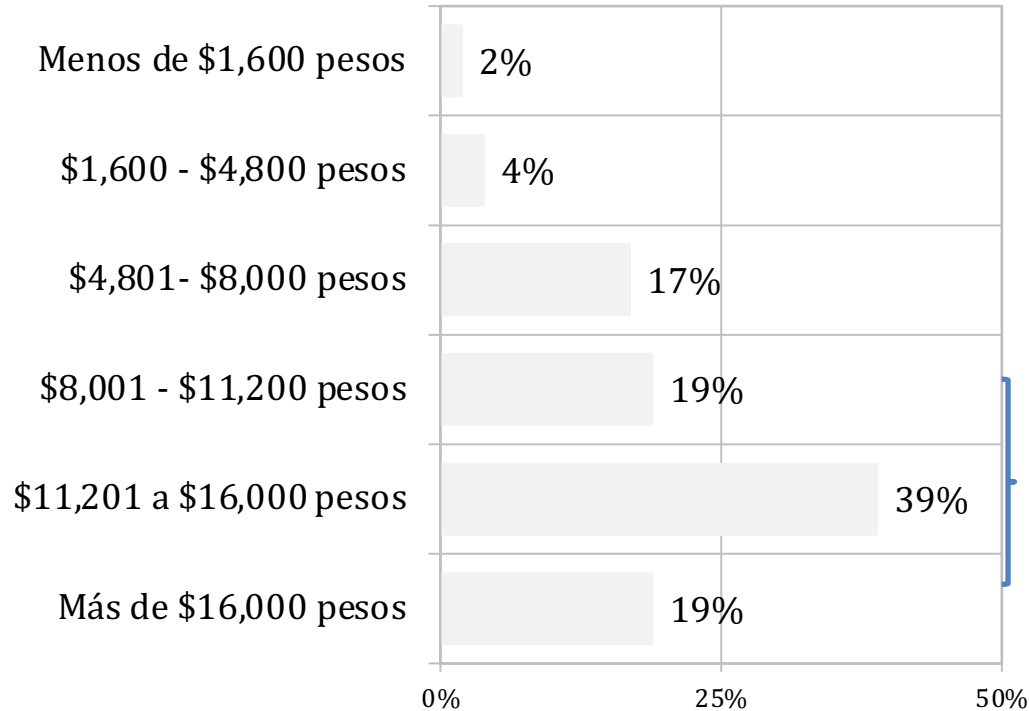 Menos de $1,600 pesos 2%
$1,600 - $4,800 pesos 4%
$4,801- $8,000 pesos 17%
$8,001 - $11,200 pesos 19%
$11,201 a $16,000 pesos 39%
Más de $16,000 pesos 19%
0% 25% 50%